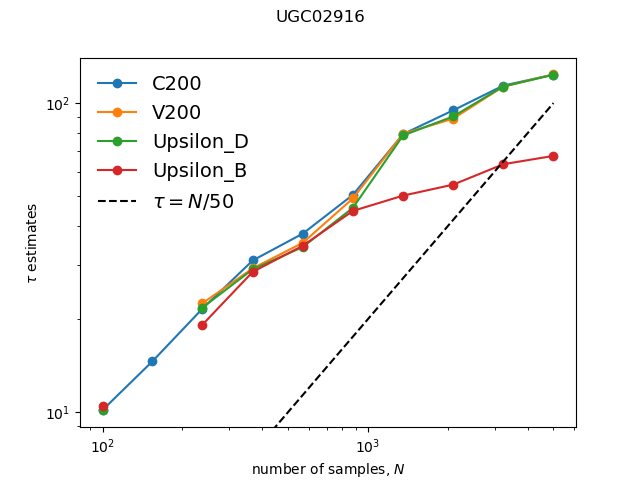 UGC02916
C200
V200
Upsilon_D
Upsilon_B
τ = N/50
τ estimates
10²
10¹
10²
10³
number of samples, N